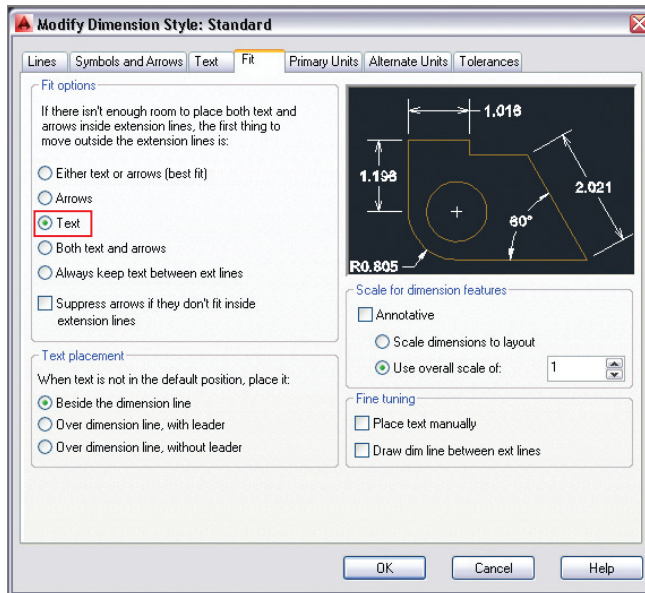 Modify Dimension Style: Standard
Lines Symbols and Arrows Text Fit Primary Units Alternate Units Tolerances
Fit options
If there isn't enough room to place both text and
arrows inside extension lines, the first thing to
move outside the extension lines is:
Either text or arrows (best fit)
Arrows
Text
Both text and arrows
Always keep text between ext lines
Suppress arrows if they don't fit inside
extension lines
Text placement
When text is not in the default position, place it:
Beside the dimension line
Over dimension line, with leader
Over dimension line, without leader
1.016
1.196
2.021
60°
R0.805
Scale for dimension features
Annotative
Scale dimensions to layout
Use overall scale of: 1
Fine tuning
Place text manually
Draw dim line between ext lines
OK Cancel Help